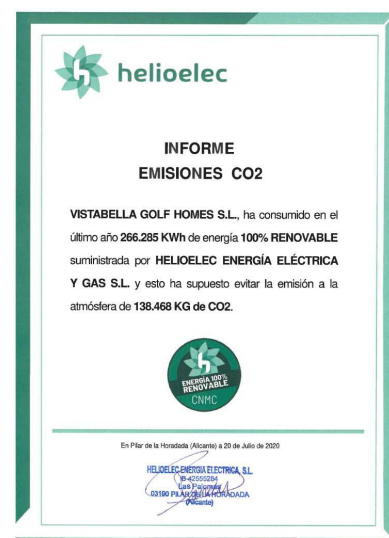 helioelec
INFORME
EMISIONES CO2
VISTABELLA GOLF HOMES S.L., ha consumido en el
último año 266.285 KWh de energía 100% RENOVABLE
suministrada por HELIOELEC ENERGÍA ELÉCTRICA
Y GAS S.L. y esto ha supuesto evitar la emisión a la
atmósfera de 138.468 KG de CO2.
ENERGÍA 100%
RENOVABLE
CNMC
En Pilar de la Horadada (Alicante) a 20 de Julio de 2020
HELIOELEC ENERGIA ELECTRICA, S.L.
B-42555284
Las Palomas
03190 PILAR DE LA HORADADA
(Alicante)